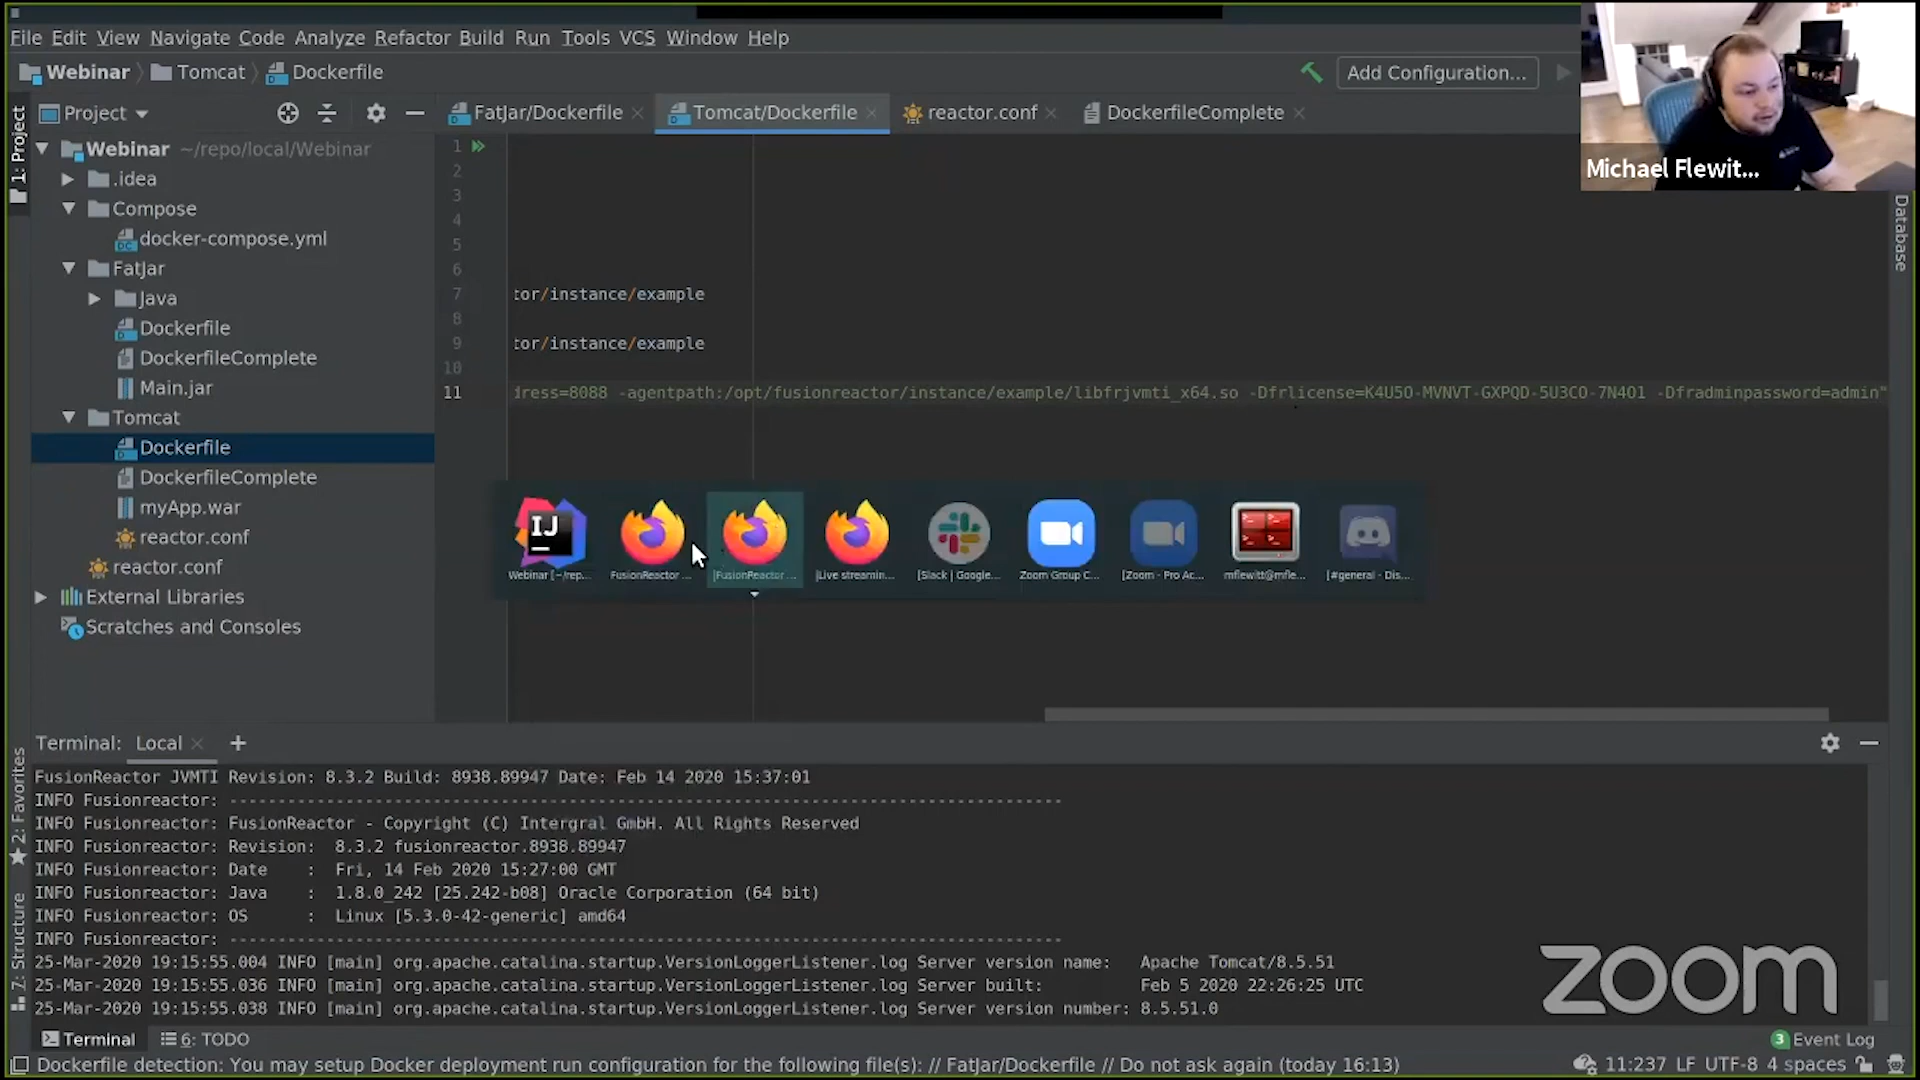 File Edit View Navigate Code Analyze Refactor Build Run Tools VCS Window Help
Webinar Tomcat Dockerfile
Add Configuration...
Michael Flewit...
1: Project
Project
FatJar/Dockerfile
Tomcat/Dockerfile
reactor.conf
DockerfileComplete
Database
Webinar ~/repo/local/Webinar
.idea
Compose
docker-compose.yml
FatJar
Java
Dockerfile
DockerfileComplete
Main.jar
Tomcat
Dockerfile
DockerfileComplete
myApp.war
reactor.conf
reactor.conf
External Libraries
Scratches and Consoles
1
2
3
4
5
6
7 tor/instance/example
8
9 tor/instance/example
10
11 dress=8088 -agentpath:/opt/fusionreactor/instance/example/libfrjvmti_x64.so -Dfrlicense=K4U5O-MVNVT-GXPQD-5U3CO-7N4O1 -Dfradminpassword=admin"
IJ
Webinar [~/rep...
FusionReactor ...
[FusionReactor ...
[Live streamin...
[Slack | Google...
Zoom Group C...
[Zoom - Pro Ac...
mflewitt@mfle...
[#general - Dis...
Terminal: Local
2: Favorites
7: Structure
FusionReactor JVMTI Revision: 8.3.2 Build: 8938.89947 Date: Feb 14 2020 15:37:01
INFO Fusionreactor: -----------------------------------------------------------------------------------
INFO Fusionreactor: FusionReactor - Copyright (C) Intergral GmbH. All Rights Reserved
INFO Fusionreactor: Revision: 8.3.2 fusionreactor.8938.89947
INFO Fusionreactor: Date : Fri, 14 Feb 2020 15:27:00 GMT
INFO Fusionreactor: Java : 1.8.0_242 [25.242-b08] Oracle Corporation (64 bit)
INFO Fusionreactor: OS : Linux [5.3.0-42-generic] amd64
INFO Fusionreactor: -----------------------------------------------------------------------------------
25-Mar-2020 19:15:55.004 INFO [main] org.apache.catalina.startup.VersionLoggerListener.log Server version name: Apache Tomcat/8.5.51
25-Mar-2020 19:15:55.036 INFO [main] org.apache.catalina.startup.VersionLoggerListener.log Server built: Feb 5 2020 22:26:25 UTC
25-Mar-2020 19:15:55.038 INFO [main] org.apache.catalina.startup.VersionLoggerListener.log Server version number: 8.5.51.0
zoom
Terminal 6: TODO
3 Event Log
Dockerfile detection: You may setup Docker deployment run configuration for the following file(s): // FatJar/Dockerfile // Do not ask again (today 16:13)
11:237 LF UTF-8 4 spaces